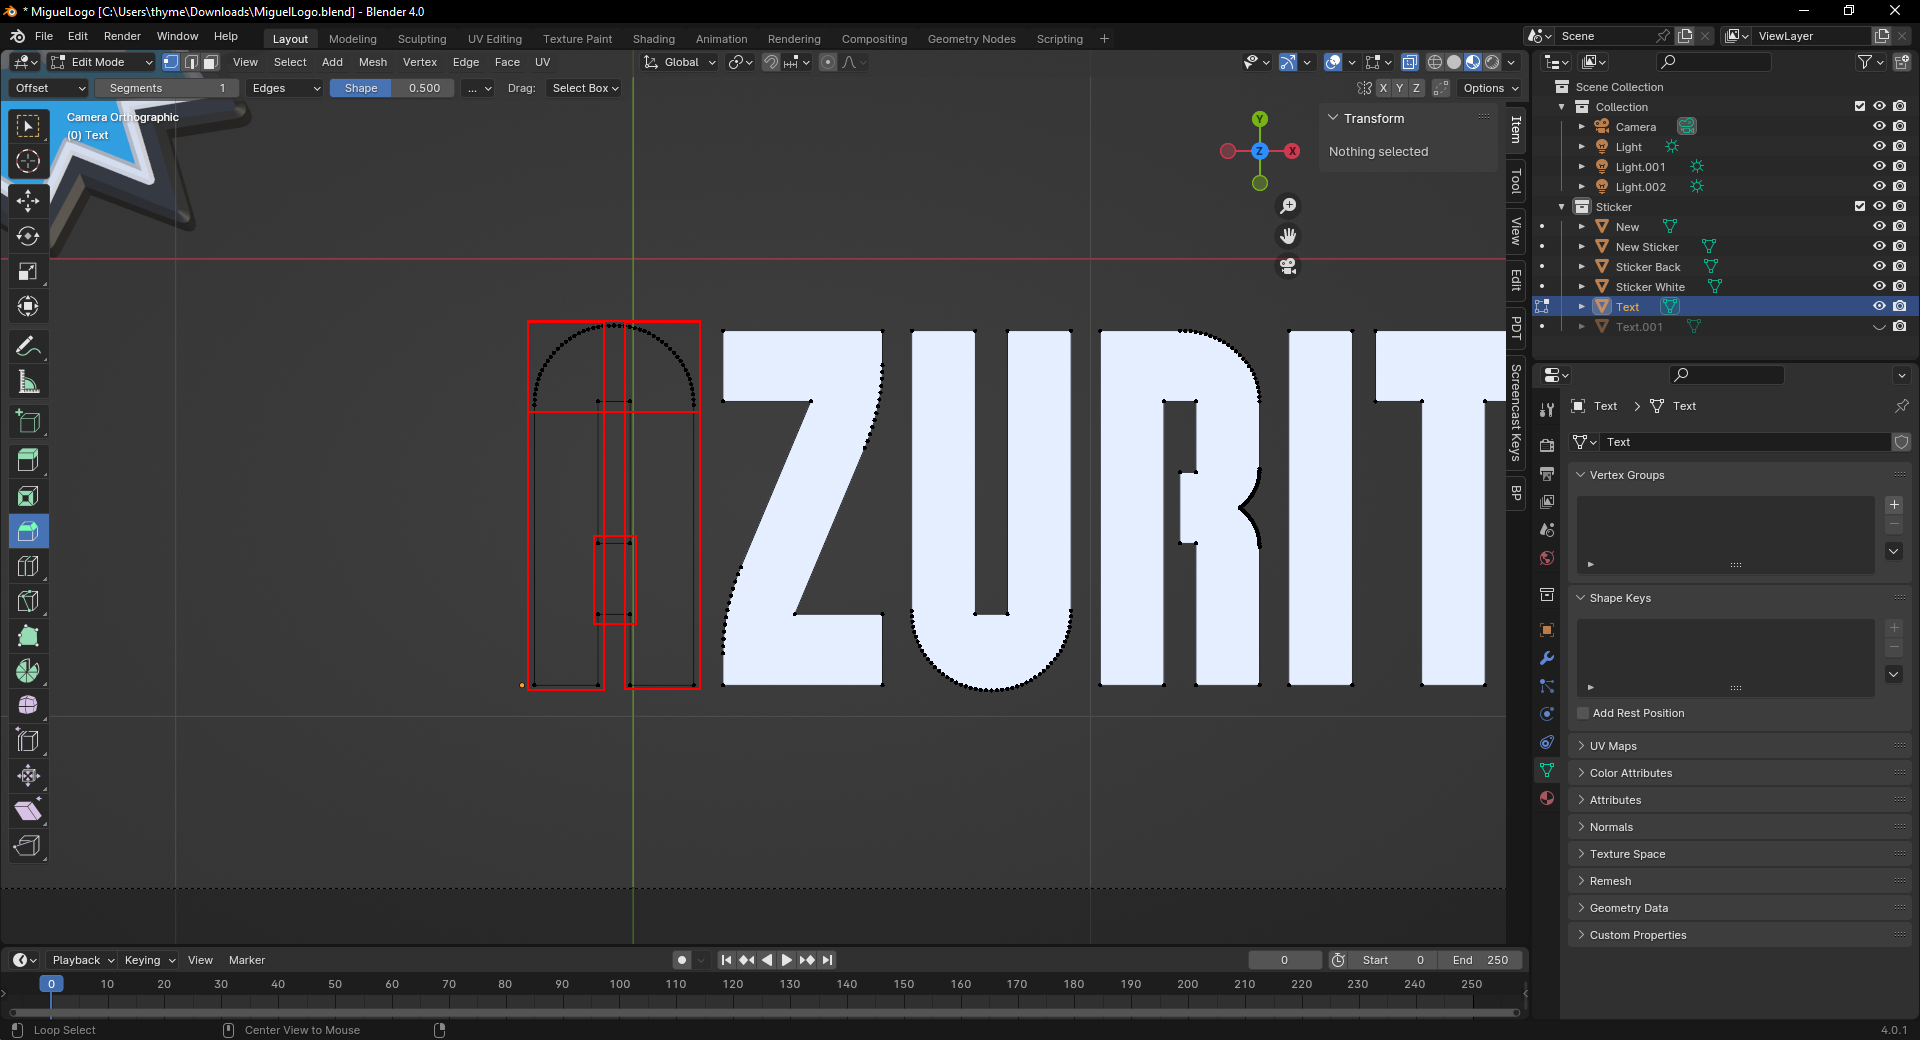 * MiguelLogo [C:\Users\thyme\Downloads\MiguelLogo.blend] - Blender 4.0
File Edit Render Window Help Layout Modeling Sculpting UV Editing Texture Paint Shading Animation Rendering Compositing Geometry Nodes Scripting + Scene ViewLayer
Edit Mode View Select Add Mesh Vertex Edge Face UV Global
Offset Segments 1 Edges Shape 0.500 ... Drag: Select Box X Y Z Options
Camera Orthographic
(0) Text
Y
Z
X
Transform
Nothing selected
Item
Tool
View
Edit
PDT
Screencast Keys
BP
ZURIT
Scene Collection
Collection
Camera
Light
Light.001
Light.002
Sticker
New
New Sticker
Sticker Back
Sticker White
Text
Text.001
Text > Text
Text
Vertex Groups
Shape Keys
Add Rest Position
UV Maps
Color Attributes
Attributes
Normals
Texture Space
Remesh
Geometry Data
Custom Properties
Playback Keying View Marker 0 Start 0 End 250
0 10 20 30 40 50 60 70 80 90 100 110 120 130 140 150 160 170 180 190 200 210 220 230 240 250
Loop Select Center View to Mouse 4.0.1